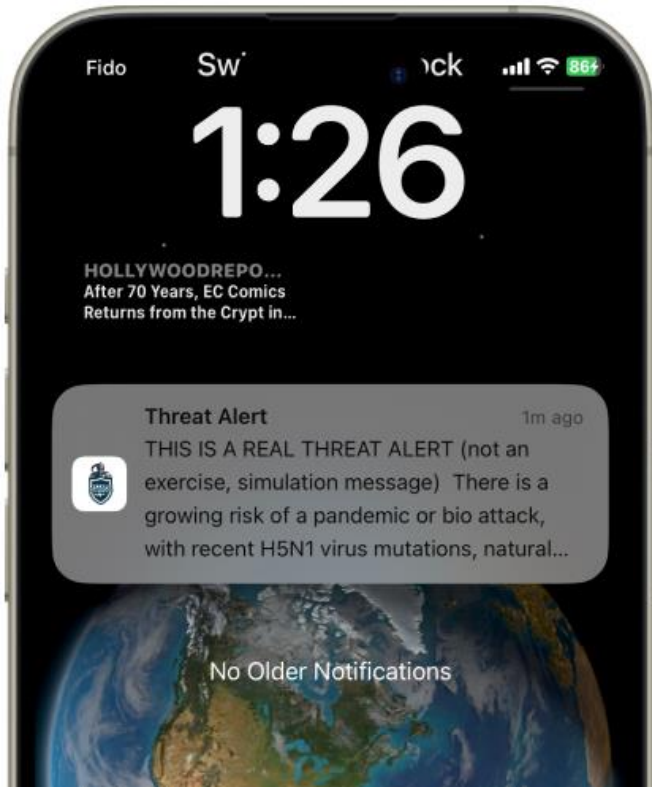 Fido
86
1:26
HOLLYWOODREPO...
After 70 Years, EC Comics
Returns from the Crypt in...
Threat Alert
1m ago
THIS IS A REAL THREAT ALERT (not an
exercise, simulation message)  There is a
growing risk of a pandemic or bio attack,
with recent H5N1 virus mutations, natural...
No Older Notifications